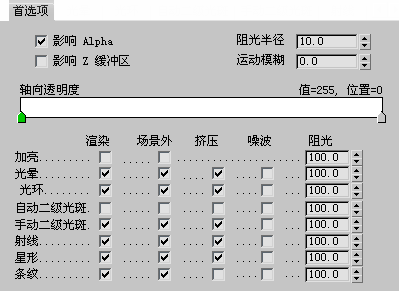 首选项
影响 Alpha 阻光半径 10.0
影响 Z 缓冲区 运动模糊 0.0
轴向透明度 值=255, 位置=0
渲染 场景外 挤压 噪波 阻光
加亮 100.0
光晕 100.0
光环 100.0
自动二级光斑 100.0
手动二级光斑 100.0
射线 100.0
星形 100.0
条纹 100.0